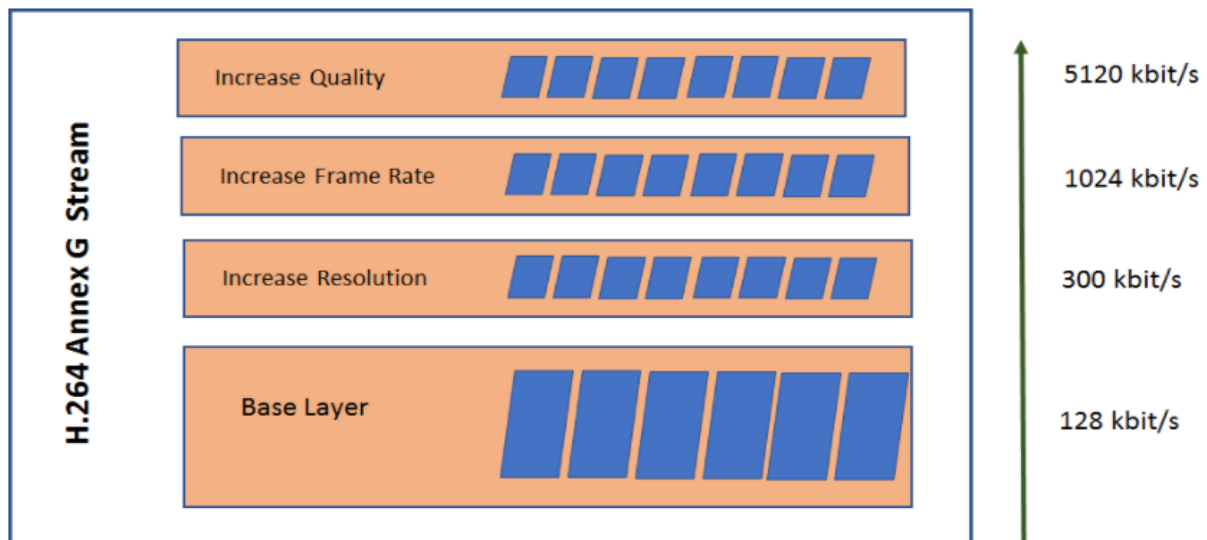 H.264 Annex G Stream
Increase Quality
5120 kbit/s
Increase Frame Rate
1024 kbit/s
Increase Resolution
300 kbit/s
Base Layer
128 kbit/s